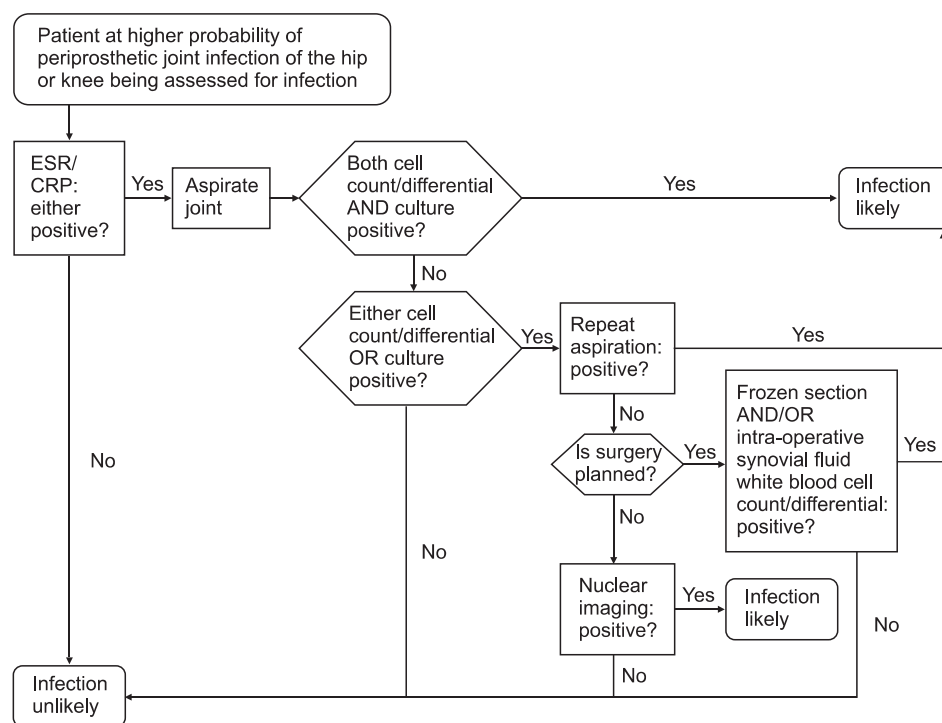 Patient at higher probability of
periprosthetic joint infection of the hip
or knee being assessed for infection
ESR/
CRP:
either
positive?
Yes
Aspirate
joint
Both cell
count/differential
AND culture
positive?
Yes
Infection
likely
No
Either cell
count/differential
OR culture
positive?
Yes
Repeat
aspiration:
positive?
Yes
No
Is surgery
planned?
Yes
Frozen section
AND/OR
intra-operative
synovial fluid
white blood cell
count/differential:
positive?
Yes
No
No
No
Nuclear
imaging:
positive?
Yes
Infection
likely
No
No
Infection
unlikely